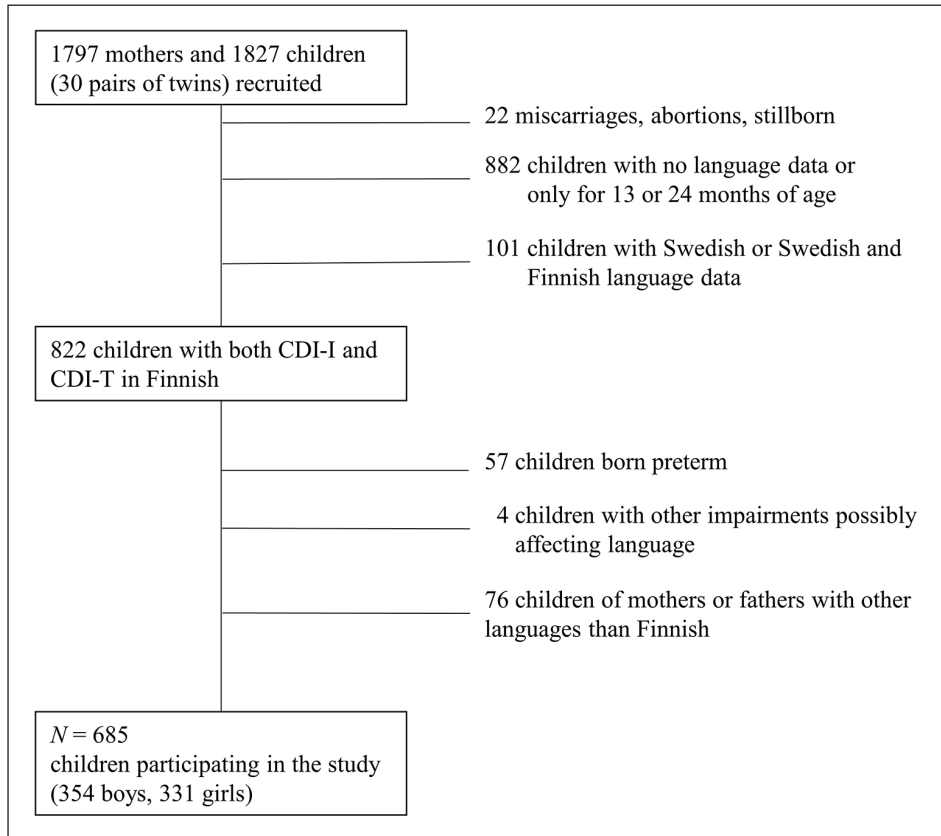 1797 mothers and 1827 children
(30 pairs of twins) recruited
22 miscarriages, abortions, stillborn
882 children with no language data or
only for 13 or 24 months of age
101 children with Swedish or Swedish and
Finnish language data
822 children with both CDI-I and
CDI-T in Finnish
57 children born preterm
4 children with other impairments possibly
affecting language
76 children of mothers or fathers with other
languages than Finnish
N = 685
children participating in the study
(354 boys, 331 girls)